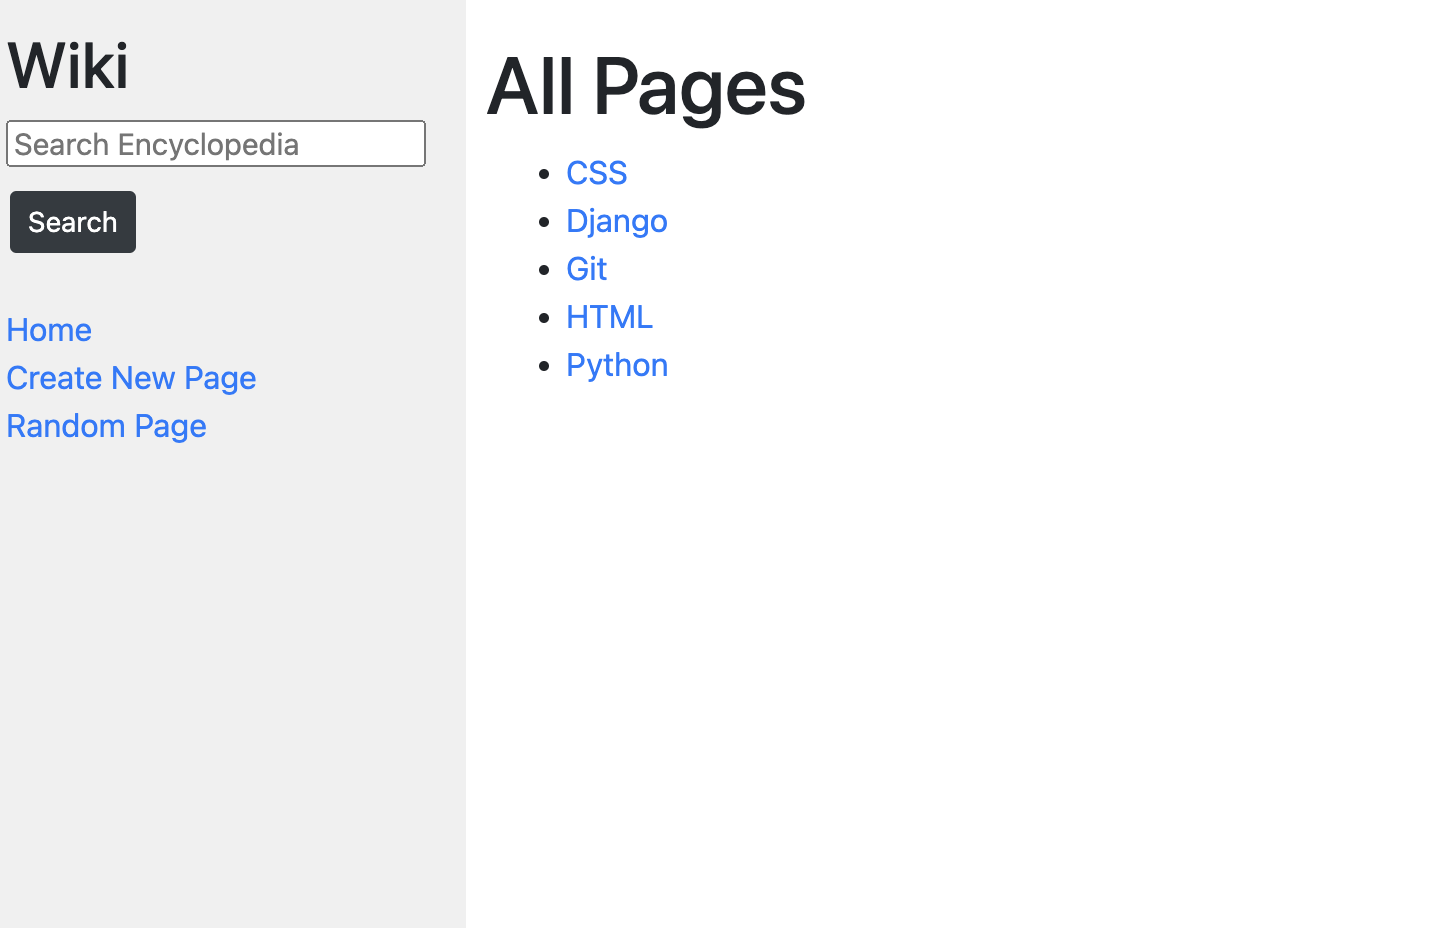 Wiki
Search Encyclopedia
Search
Home
Create New Page
Random Page
All Pages
CSS
Django
Git
HTML
Python